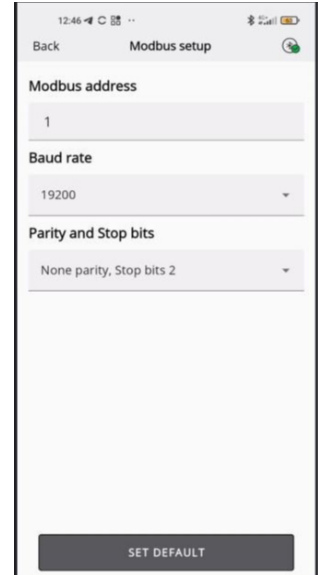 12:46
Back
Modbus setup
Modbus address
1
Baud rate
19200
Parity and Stop bits
None parity, Stop bits 2
SET DEFAULT